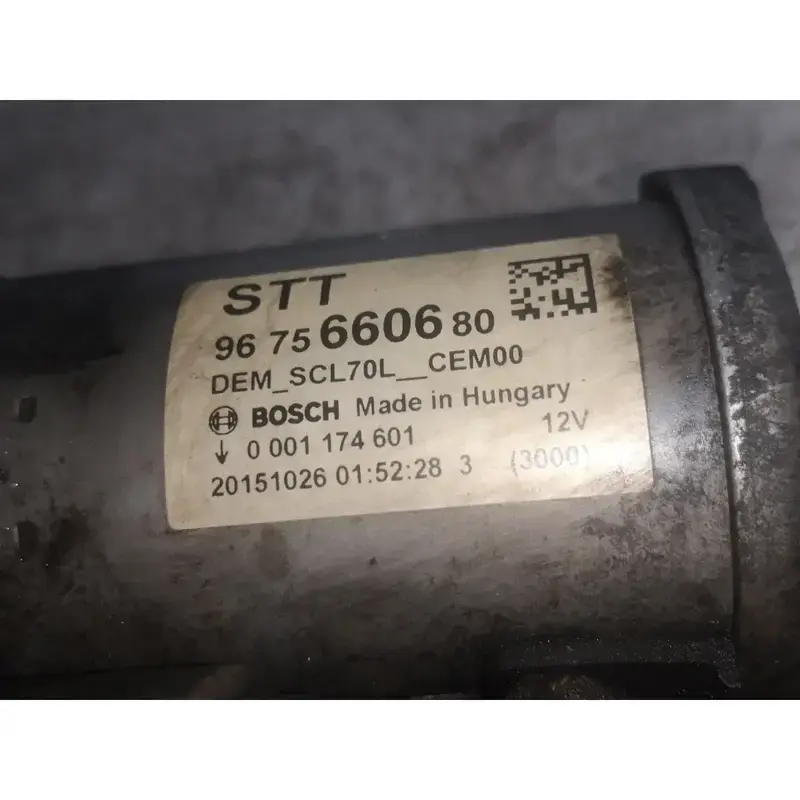 STT
96 75 6606 80
DEM_SCL70L__CEM00
BOSCH Made in Hungary
0 001 174 601 12V
20151026 01:52:28 3 (3000)